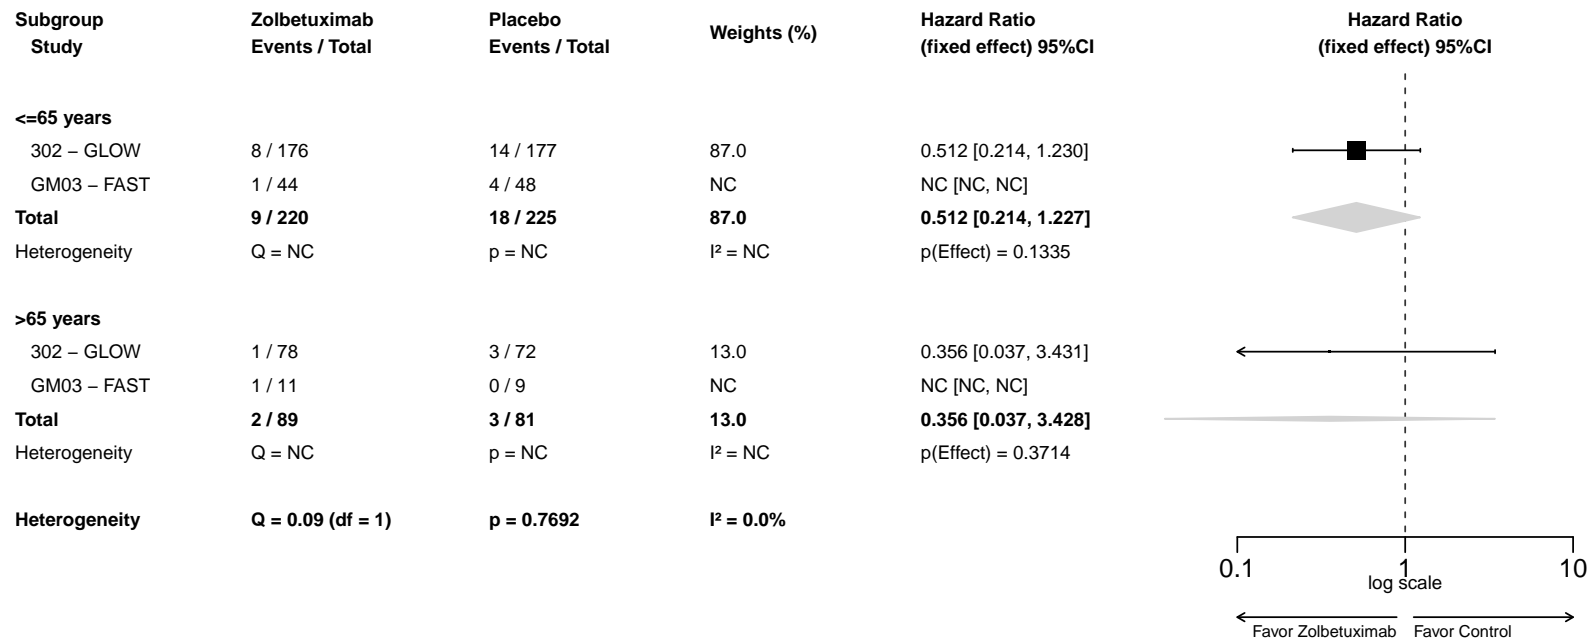 Subgroup Zolbetuximab Placebo Weights (%) Hazard Ratio Hazard Ratio
Study Events / Total Events / Total (fixed effect) 95%CI (fixed effect) 95%CI
<=65 years
302 – GLOW 8 / 176 14 / 177 87.0 0.512 [0.214, 1.230]
GM03 – FAST 1 / 44 4 / 48 NC NC [NC, NC]
Total 9 / 220 18 / 225 87.0 0.512 [0.214, 1.227]
Heterogeneity Q = NC p = NC I² = NC p(Effect) = 0.1335
>65 years
302 – GLOW 1 / 78 3 / 72 13.0 0.356 [0.037, 3.431]
GM03 – FAST 1 / 11 0 / 9 NC NC [NC, NC]
Total 2 / 89 3 / 81 13.0 0.356 [0.037, 3.428]
Heterogeneity Q = NC p = NC I² = NC p(Effect) = 0.3714
Heterogeneity Q = 0.09 (df = 1) p = 0.7692 I² = 0.0%
0.1 1 10
log scale
Favor Zolbetuximab Favor Control